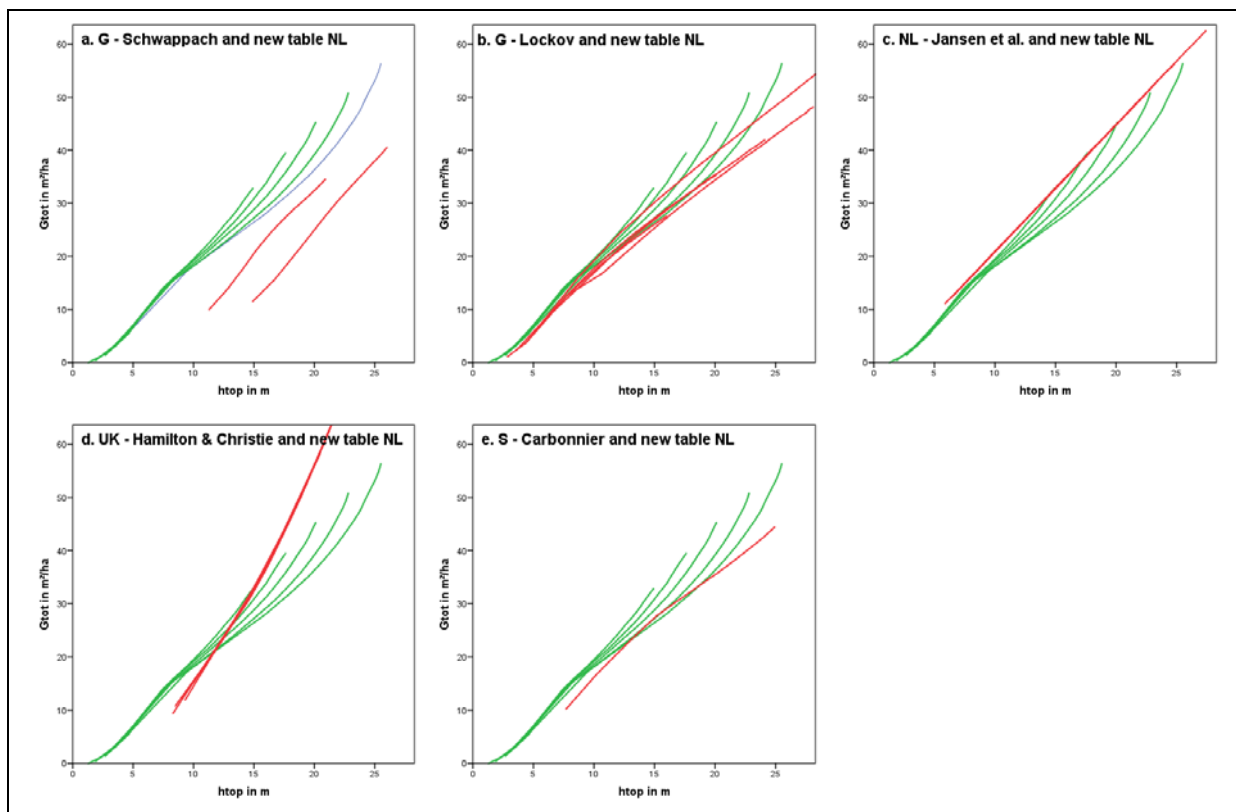 a. G - Schwappach and new table NL
60
50
40
30
20
10
0
Gtot in m²/ha
0 5 10 15 20 25
htop in m
b. G - Lockov and new table NL
60
50
40
30
20
10
0
Gtot in m²/ha
0 5 10 15 20 25
htop in m
c. NL - Jansen et al. and new table NL
60
50
40
30
20
10
0
Gtot in m²/ha
0 5 10 15 20 25
htop in m
d. UK - Hamilton & Christie and new table NL
60
50
40
30
20
10
0
Gtot in m²/ha
0 5 10 15 20 25
htop in m
e. S - Carbonnier and new table NL
60
50
40
30
20
10
0
Gtot in m²/ha
0 5 10 15 20 25
htop in m